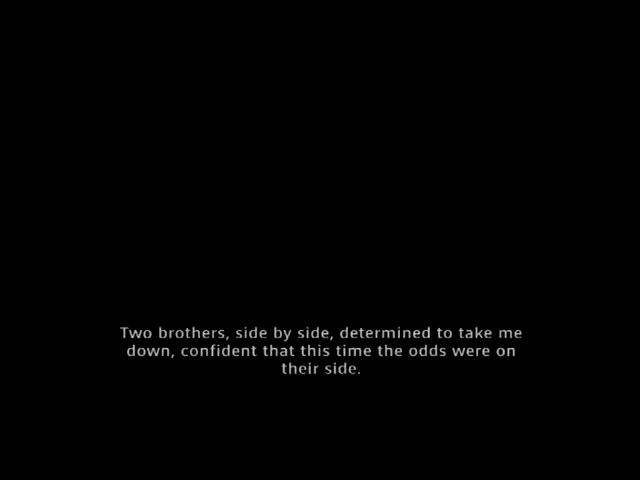 Two brothers, side by side, determined to take me
down, confident that this time the odds were on
their side.